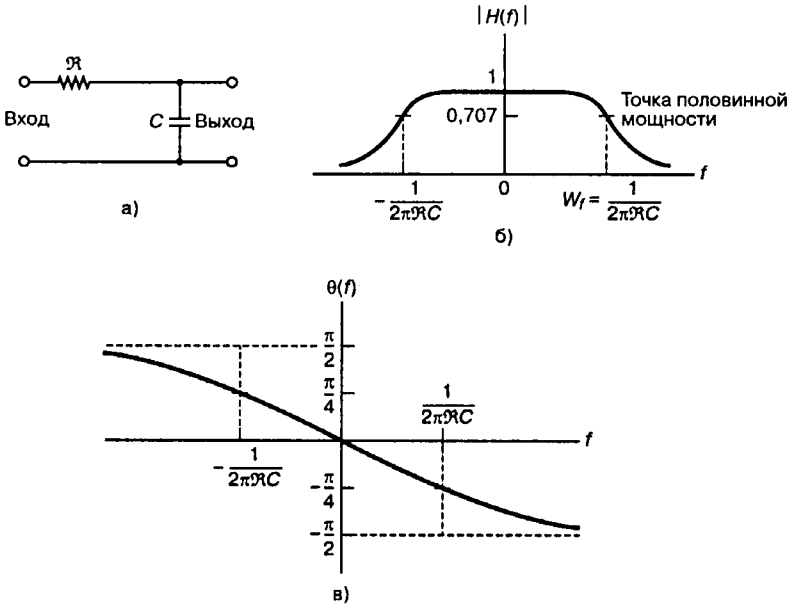 ℜ
Вход
C
Выход
а)
|H(f)|
1
0,707
Точка половинной
мощности
f
0
- 1/2πℜC
W_f = 1/2πℜC
б)
θ(f)
π/2
π/4
1/2πℜC
f
- 1/2πℜC
-π/4
-π/2
в)